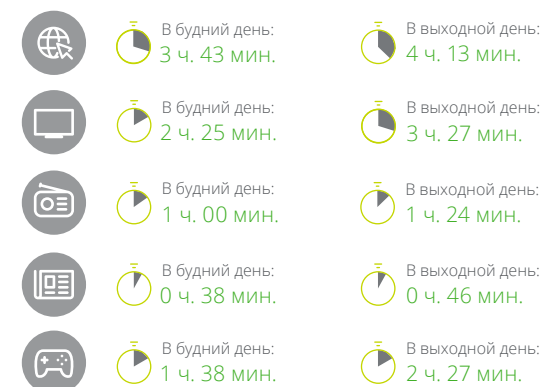 В будний день:
3 ч. 43 мин.
В выходной день:
4 ч. 13 мин.
В будний день:
2 ч. 25 мин.
В выходной день:
3 ч. 27 мин.
В будний день:
1 ч. 00 мин.
В выходной день:
1 ч. 24 мин.
В будний день:
0 ч. 38 мин.
В выходной день:
0 ч. 46 мин.
В будний день:
1 ч. 38 мин.
В выходной день:
2 ч. 27 мин.